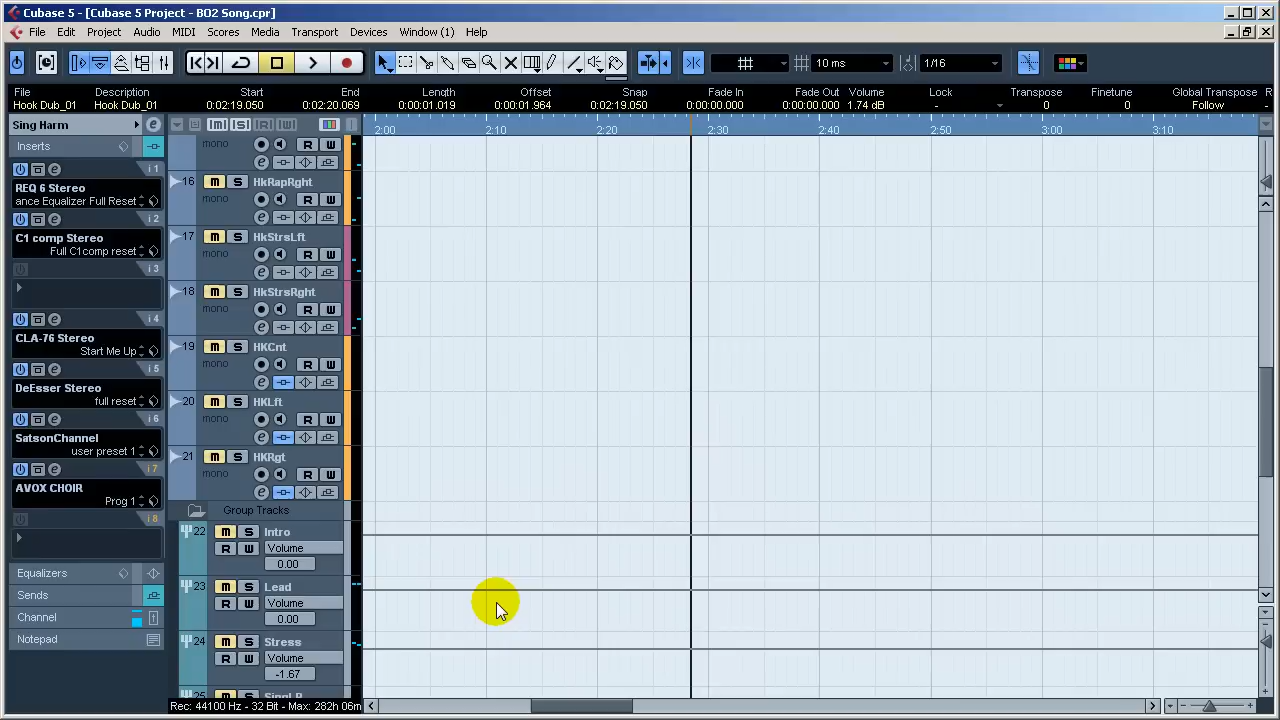 Cubase 5 - [Cubase 5 Project - BO2 Song.cpr]
File Edit Project Audio MIDI Scores Media Transport Devices Window (1) Help
10 ms 1/16
File Description Start End Length Offset Snap Fade In Fade Out Volume Lock Transpose Finetune Global Transpose R
Hook Dub_01 Hook Dub_01 0:02:19.050 0:02:20.069 0:00:01.019 0:00:01.964 0:02:19.050 0:00:00.000 0:00:00.000 1.74 dB - 0 0 Follow -
Sing Harm e M S R W 2:00 2:10 2:20 2:30 2:40 2:50 3:00 3:10
Inserts
mono R W
i 1
REQ 6 Stereo
ance Equalizer Full Reset
i 2
C1 comp Stereo
Full C1comp reset
i 3
i 4
CLA-76 Stereo
Start Me Up
i 5
DeEsser Stereo
full reset
i 6
SatsonChannel
user preset 1
i 7
AVOX CHOIR
Prog 1
i 8
Equalizers
Sends
Channel
Notepad
16 M S HkRapRght
mono R W
17 M S HkStrsLft
mono R W
18 M S HkStrsRght
mono R W
19 M S HKCnt
mono R W
20 M S HKLft
mono R W
21 M S HKRgt
mono R W
Group Tracks
22 M S Intro
R W Volume
0.00
23 M S Lead
R W Volume
0.00
24 M S Stress
R W Volume
-1.67
Rec: 44100 Hz - 32 Bit - Max: 282h 06m